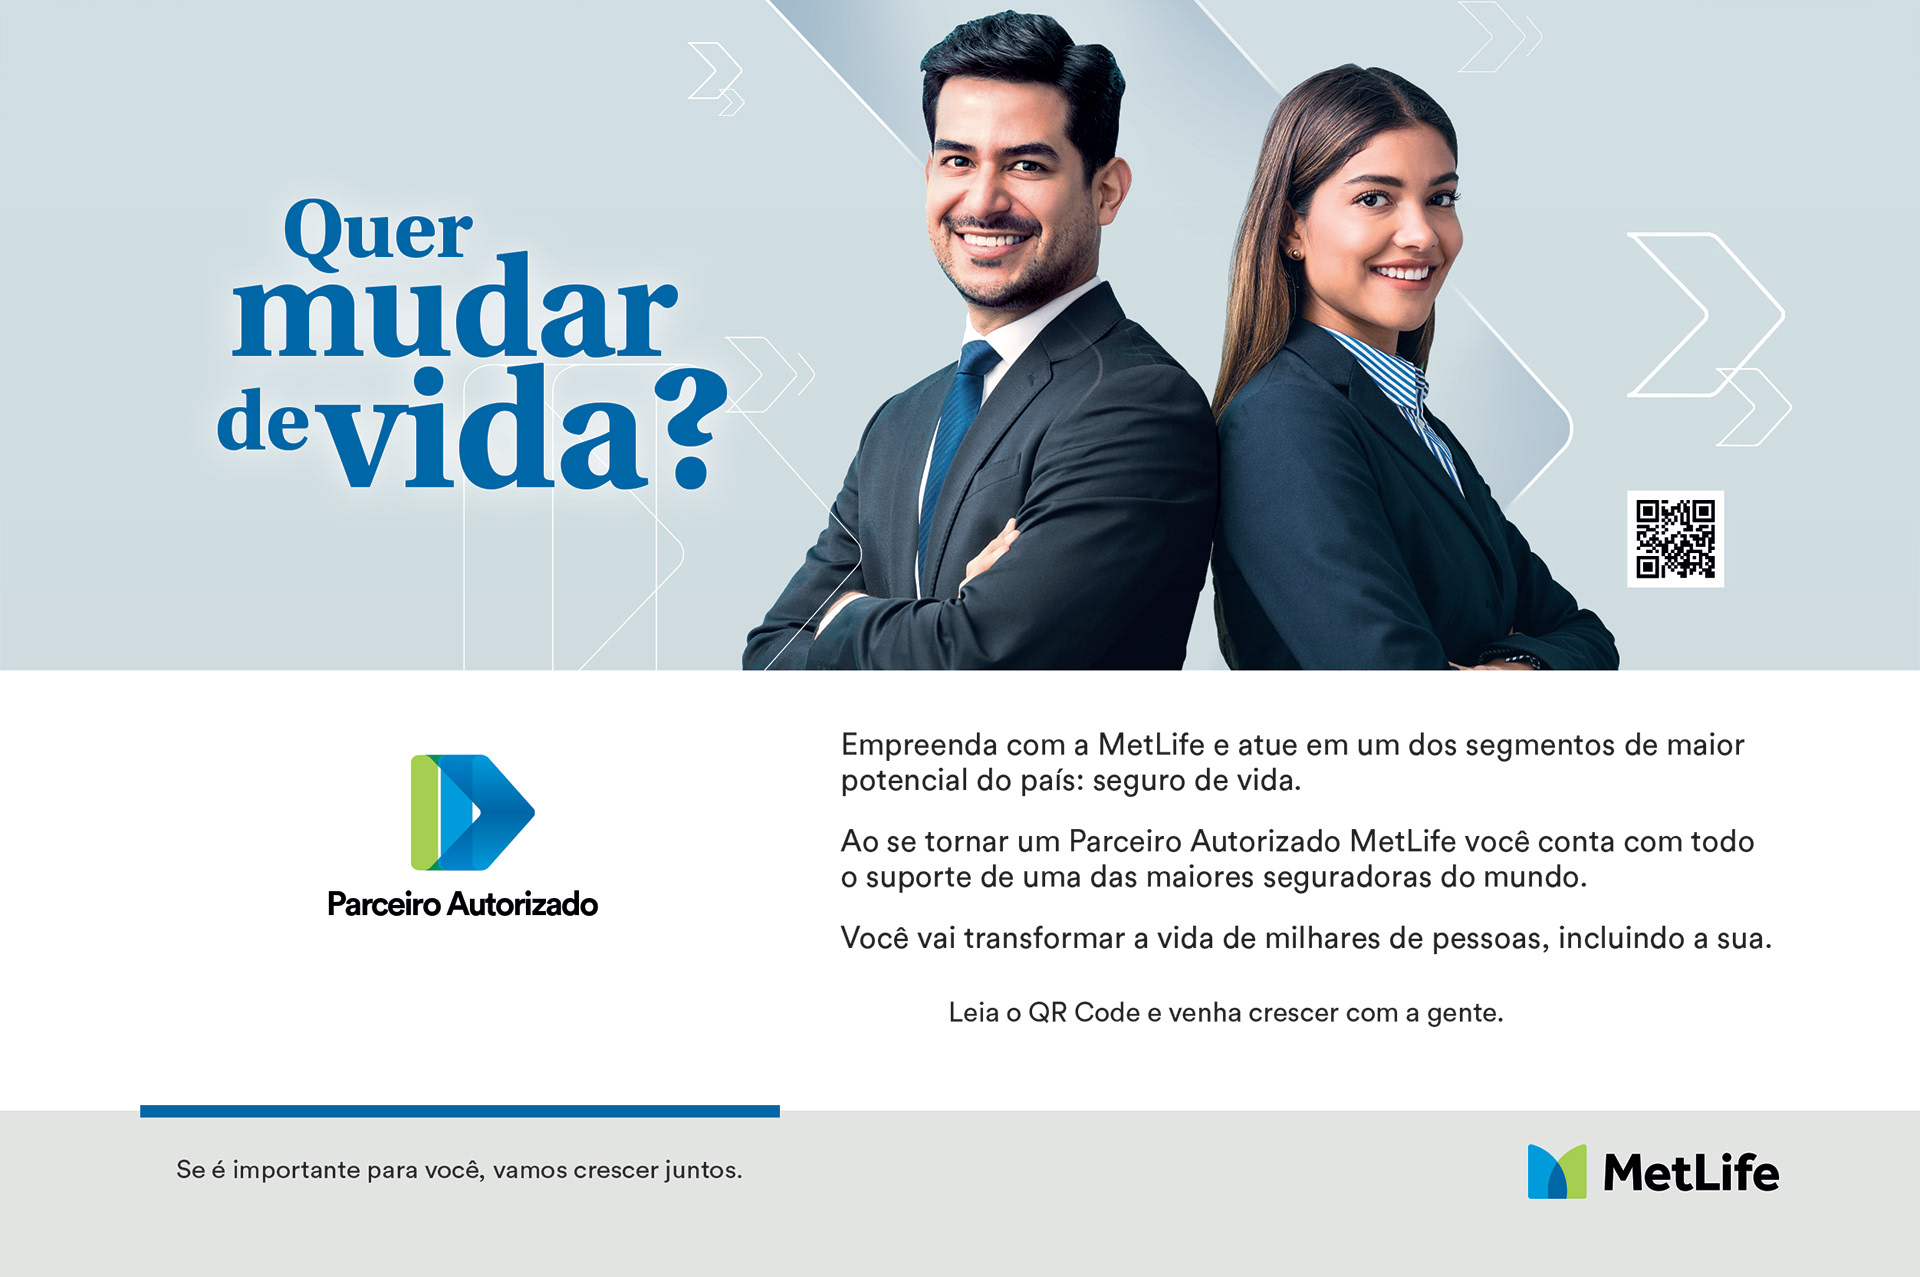 Quer
mudar
de vida?
Parceiro Autorizado
Empreenda com a MetLife e atue em um dos segmentos de maior
potencial do país: seguro de vida.
Ao se tornar um Parceiro Autorizado MetLife você conta com todo
o suporte de uma das maiores seguradoras do mundo.
Você vai transformar a vida de milhares de pessoas, incluindo a sua.
Leia o QR Code e venha crescer com a gente.
Se é importante para você, vamos crescer juntos.
MetLife